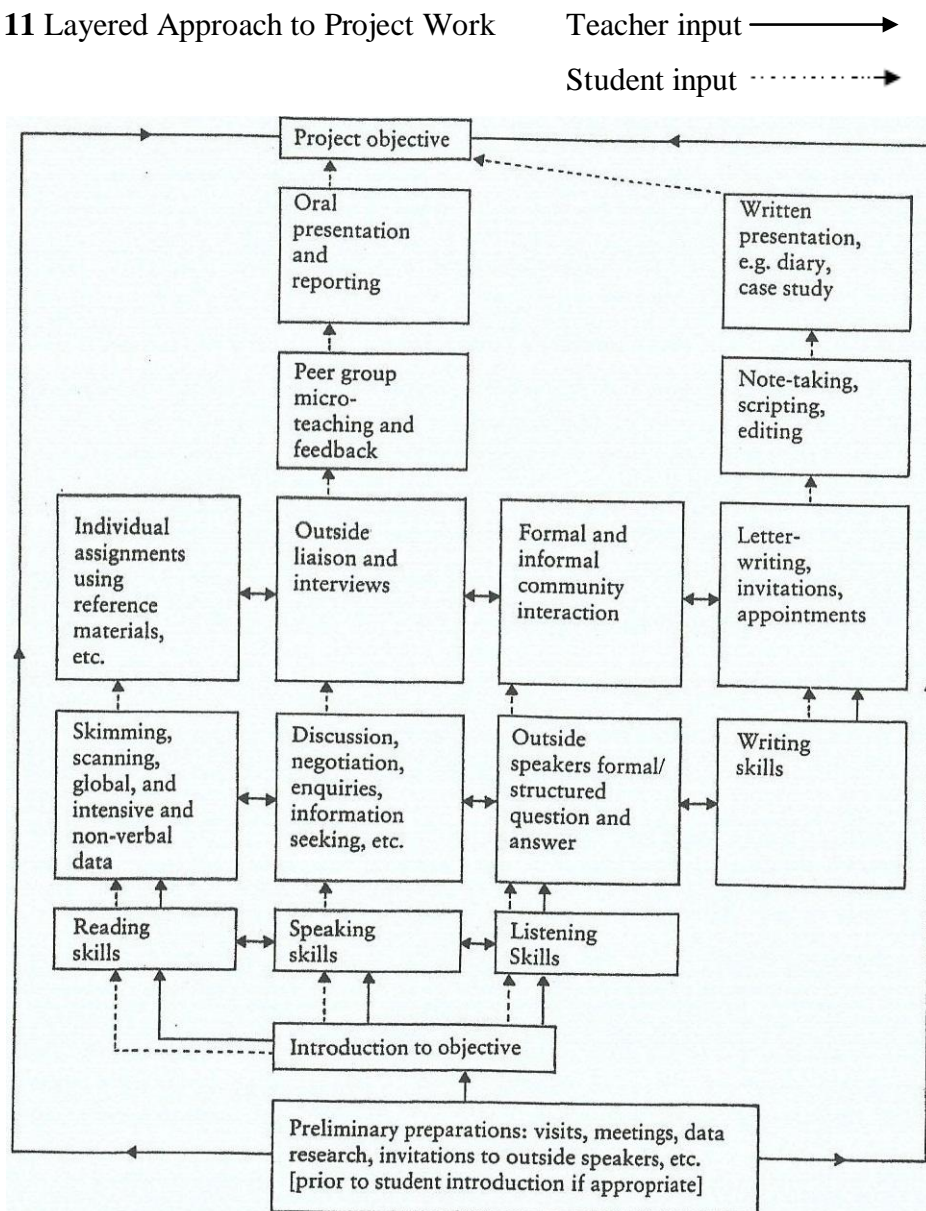 11 Layered Approach to Project Work
Teacher input
Student input
Project objective
Oral
presentation
and
reporting
Written
presentation,
e.g. diary,
case study
Peer group
micro-
teaching and
feedback
Note-taking,
scripting,
editing
Individual
assignments
using
reference
materials,
etc.
Outside
liaison and
interviews
Formal and
informal
community
interaction
Letter-
writing,
invitations,
appointments
Skimming,
scanning,
global, and
intensive and
non-verbal
data
Discussion,
negotiation,
enquiries,
information
seeking, etc.
Outside
speakers formal/
structured
question and
answer
Writing
skills
Reading
skills
Speaking
skills
Listening
Skills
Introduction to objective
Preliminary preparations: visits, meetings, data
research, invitations to outside speakers, etc.
[prior to student introduction if appropriate]